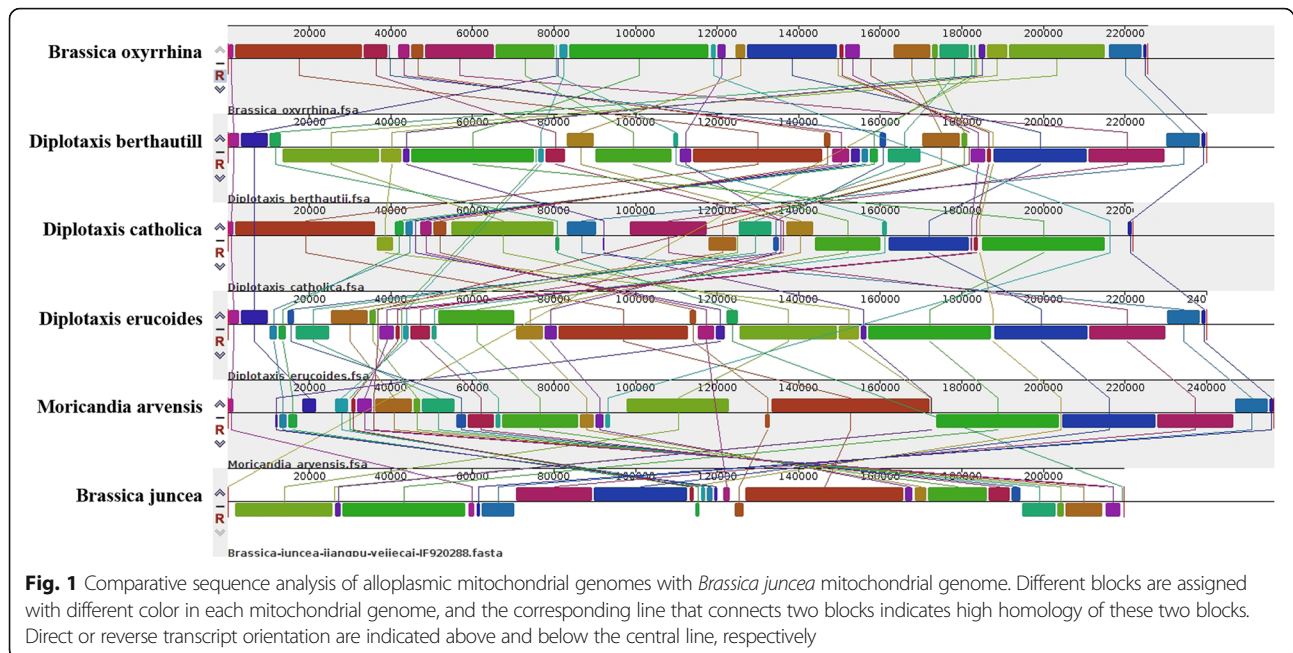 20000 40000 60000 80000 100000 120000 140000 160000 180000 200000 220000
Brassica oxyrrhina
R
Brassica_oxyrrhina.fsa
20000 40000 60000 80000 100000 120000 140000 160000 180000 200000 220000
Diplotaxis berthautill
R
Diplotaxis_berthautii.fsa
20000 40000 60000 80000 100000 120000 140000 160000 180000 200000 220000
Diplotaxis catholica
R
Diplotaxis_catholica.fsa
20000 40000 60000 80000 100000 120000 140000 160000 180000 200000 220000 240
Diplotaxis erucoides
R
Diplotaxis_erucoides.fsa
20000 40000 60000 80000 100000 120000 140000 160000 180000 200000 220000 240000
Moricandia arvensis
R
Moricandia_arvensis.fsa
20000 40000 60000 80000 100000 120000 140000 160000 180000 200000
Brassica juncea
R
Fig. 1 Comparative sequence analysis of alloplasmic mitochondrial genomes with Brassica juncea mitochondrial genome. Different blocks are assigned
with different color in each mitochondrial genome, and the corresponding line that connects two blocks indicates high homology of these two blocks.
Direct or reverse transcript orientation are indicated above and below the central line, respectively